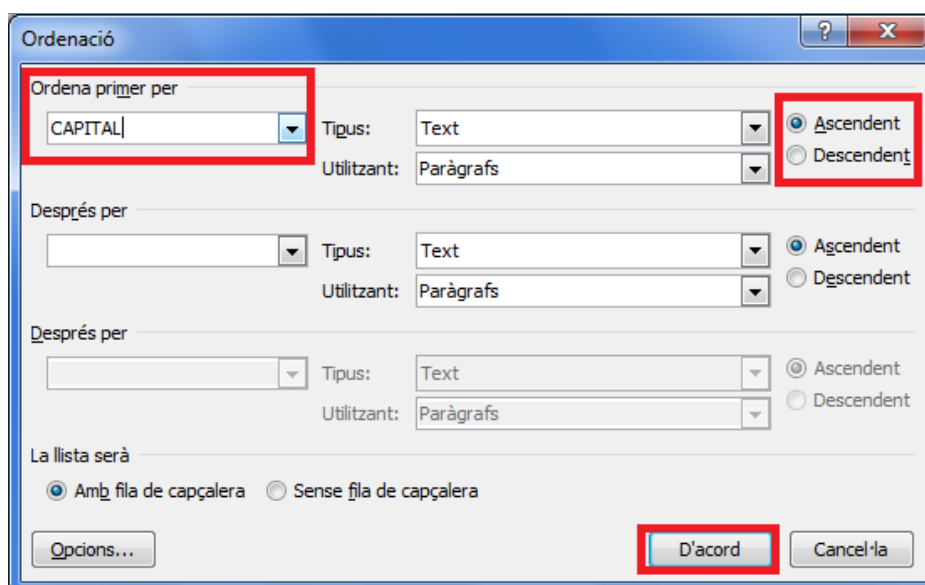 Ordenació
Ordena primer per
CAPITAL Tipus: Text Ascendent
Utilitzant: Paràgrafs Descendent
Després per
Tipus: Text Ascendent
Utilitzant: Paràgrafs Descendent
Després per
Tipus: Text Ascendent
Utilitzant: Paràgrafs Descendent
La llista serà
Amb fila de capçalera Sense fila de capçalera
Opcions... D'acord Cancel·la